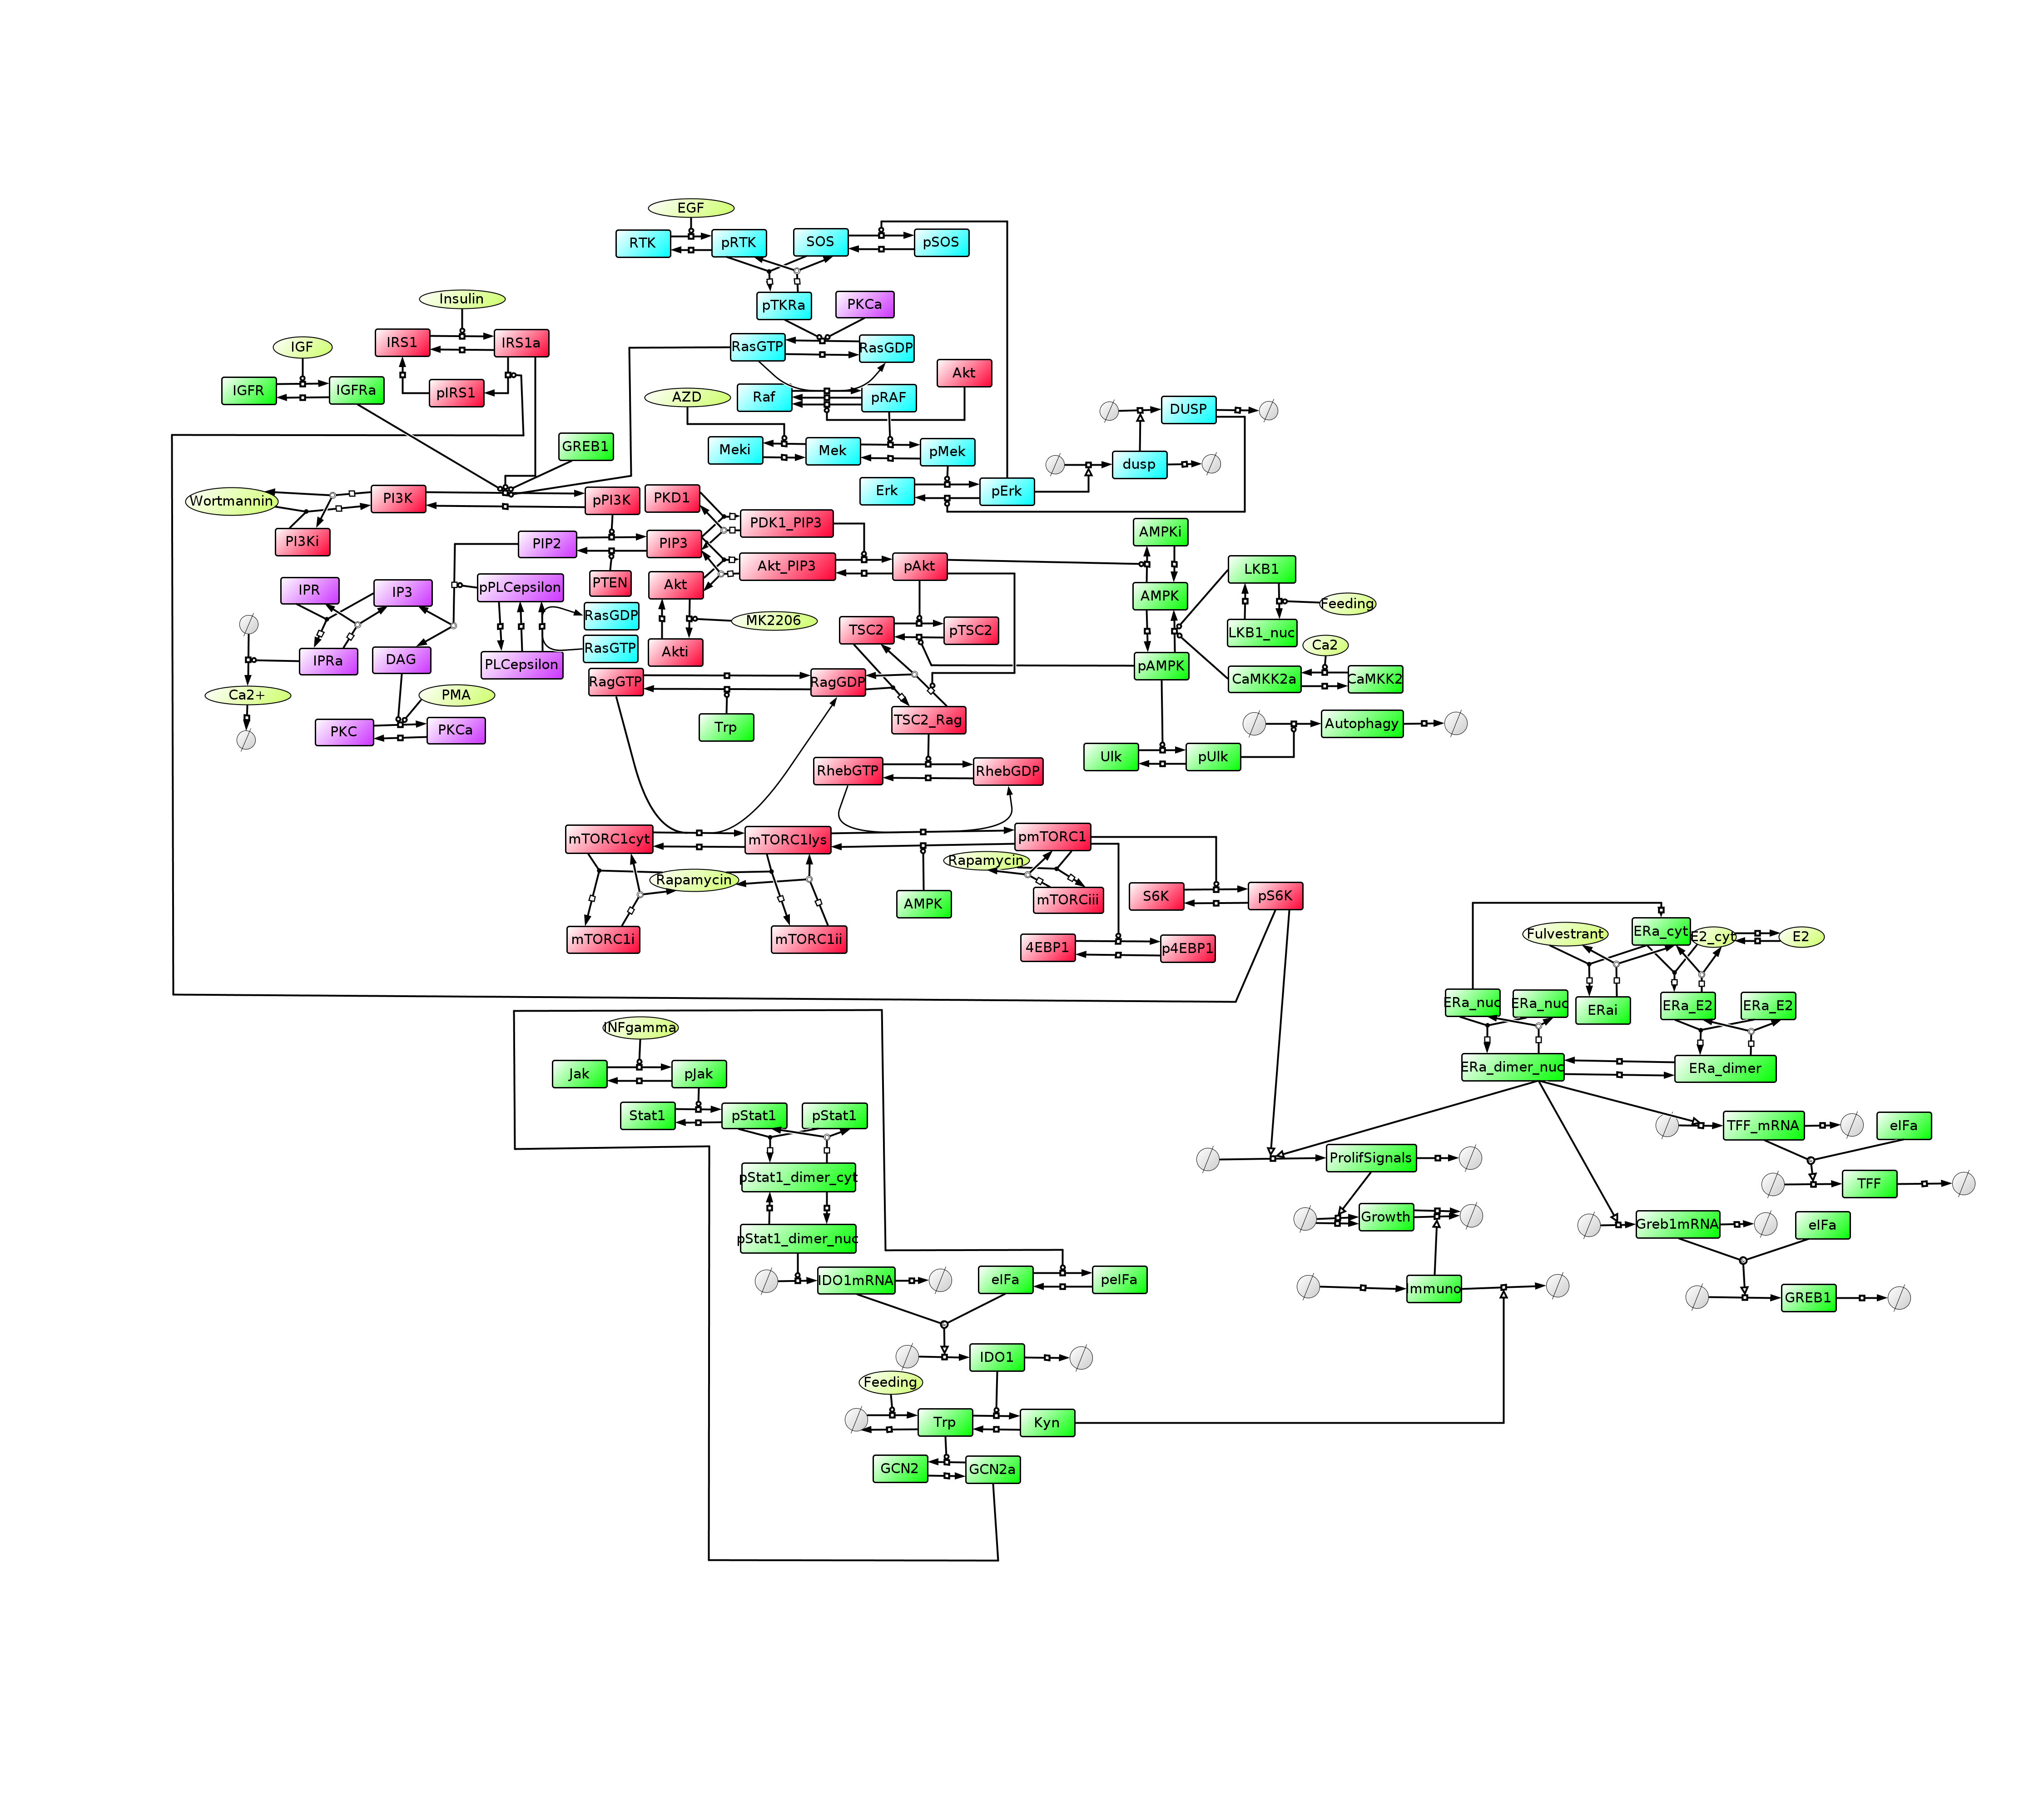 EGF
RTK
pRTK
SOS
pSOS
Insulin
pTKRa
PKCa
IRS1
IRS1a
IGF
RasGTP
RasGDP
IGFR
IGFRa
pIRS1
Akt
AZD
Raf
pRAF
DUSP
GREB1
Meki
Mek
pMek
dusp
Wortmannin
PI3K
pPI3K
PKD1
Erk
pErk
PI3Ki
PDK1_PIP3
AMPKi
PIP2
PIP3
Akt_PIP3
pAkt
LKB1
IPR
IP3
pPLCepsilon
PTEN
Akt
AMPK
Feeding
RasGDP
MK2206
TSC2
pTSC2
LKB1_nuc
RasGTP
Akti
Ca2
IPRa
DAG
PLCepsilon
pAMPK
CaMKK2a
CaMKK2
Ca2+
PMA
RagGTP
RagGDP
PKC
PKCa
Trp
TSC2_Rag
Autophagy
Ulk
pUlk
RhebGTP
RhebGDP
mTORC1cyt
mTORC1lys
pmTORC1
Rapamycin
Rapamycin
AMPK
mTORCiii
S6K
pS6K
mTORC1i
mTORC1ii
4EBP1
p4EBP1
Fulvestrant
ERa_cyt
E2_cyt
E2
ERa_nuc
ERa_nuc
ERai
ERa_E2
ERa_E2
INFgamma
Jak
pJak
ERa_dimer_nuc
ERa_dimer
Stat1
pStat1
pStat1
TFF_mRNA
eIFa
pStat1_dimer_cyt
ProlifSignals
TFF
pStat1_dimer_nuc
Growth
Greb1mRNA
eIFa
IDO1mRNA
eIFa
peIFa
Immuno
GREB1
IDO1
Feeding
Trp
Kyn
GCN2
GCN2a